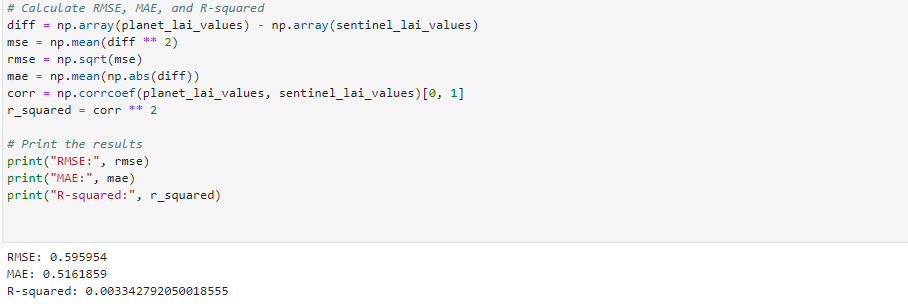 # Calculate RMSE, MAE, and R-squared
diff = np.array(planet_lai_values) - np.array(sentinel_lai_values)
mse = np.mean(diff ** 2)
rmse = np.sqrt(mse)
mae = np.mean(np.abs(diff))
corr = np.corrcoef(planet_lai_values, sentinel_lai_values)[0, 1]
r_squared = corr ** 2

# Print the results
print("RMSE:", rmse)
print("MAE:", mae)
print("R-squared:", r_squared)

RMSE: 0.595954
MAE: 0.5161859
R-squared: 0.003342792050018555